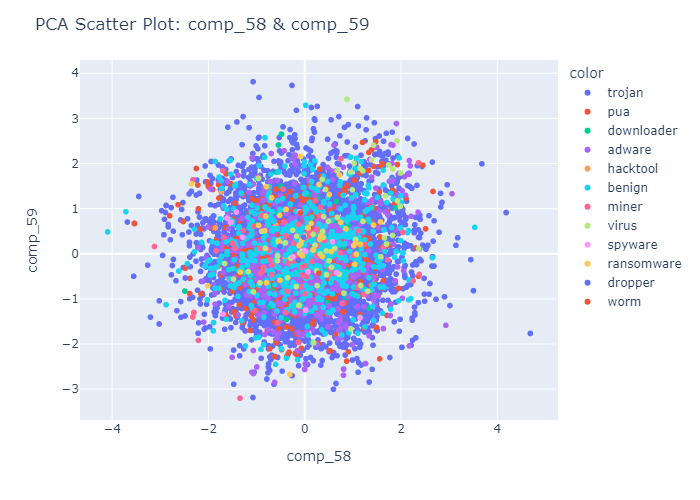 PCA Scatter Plot: comp_58 & comp_59
color
trojan
pua
downloader
adware
hacktool
benign
miner
virus
spyware
ransomware
dropper
worm
4
3
2
1
0
−1
−2
−3
comp_59
−4
−2
0
2
4
comp_58